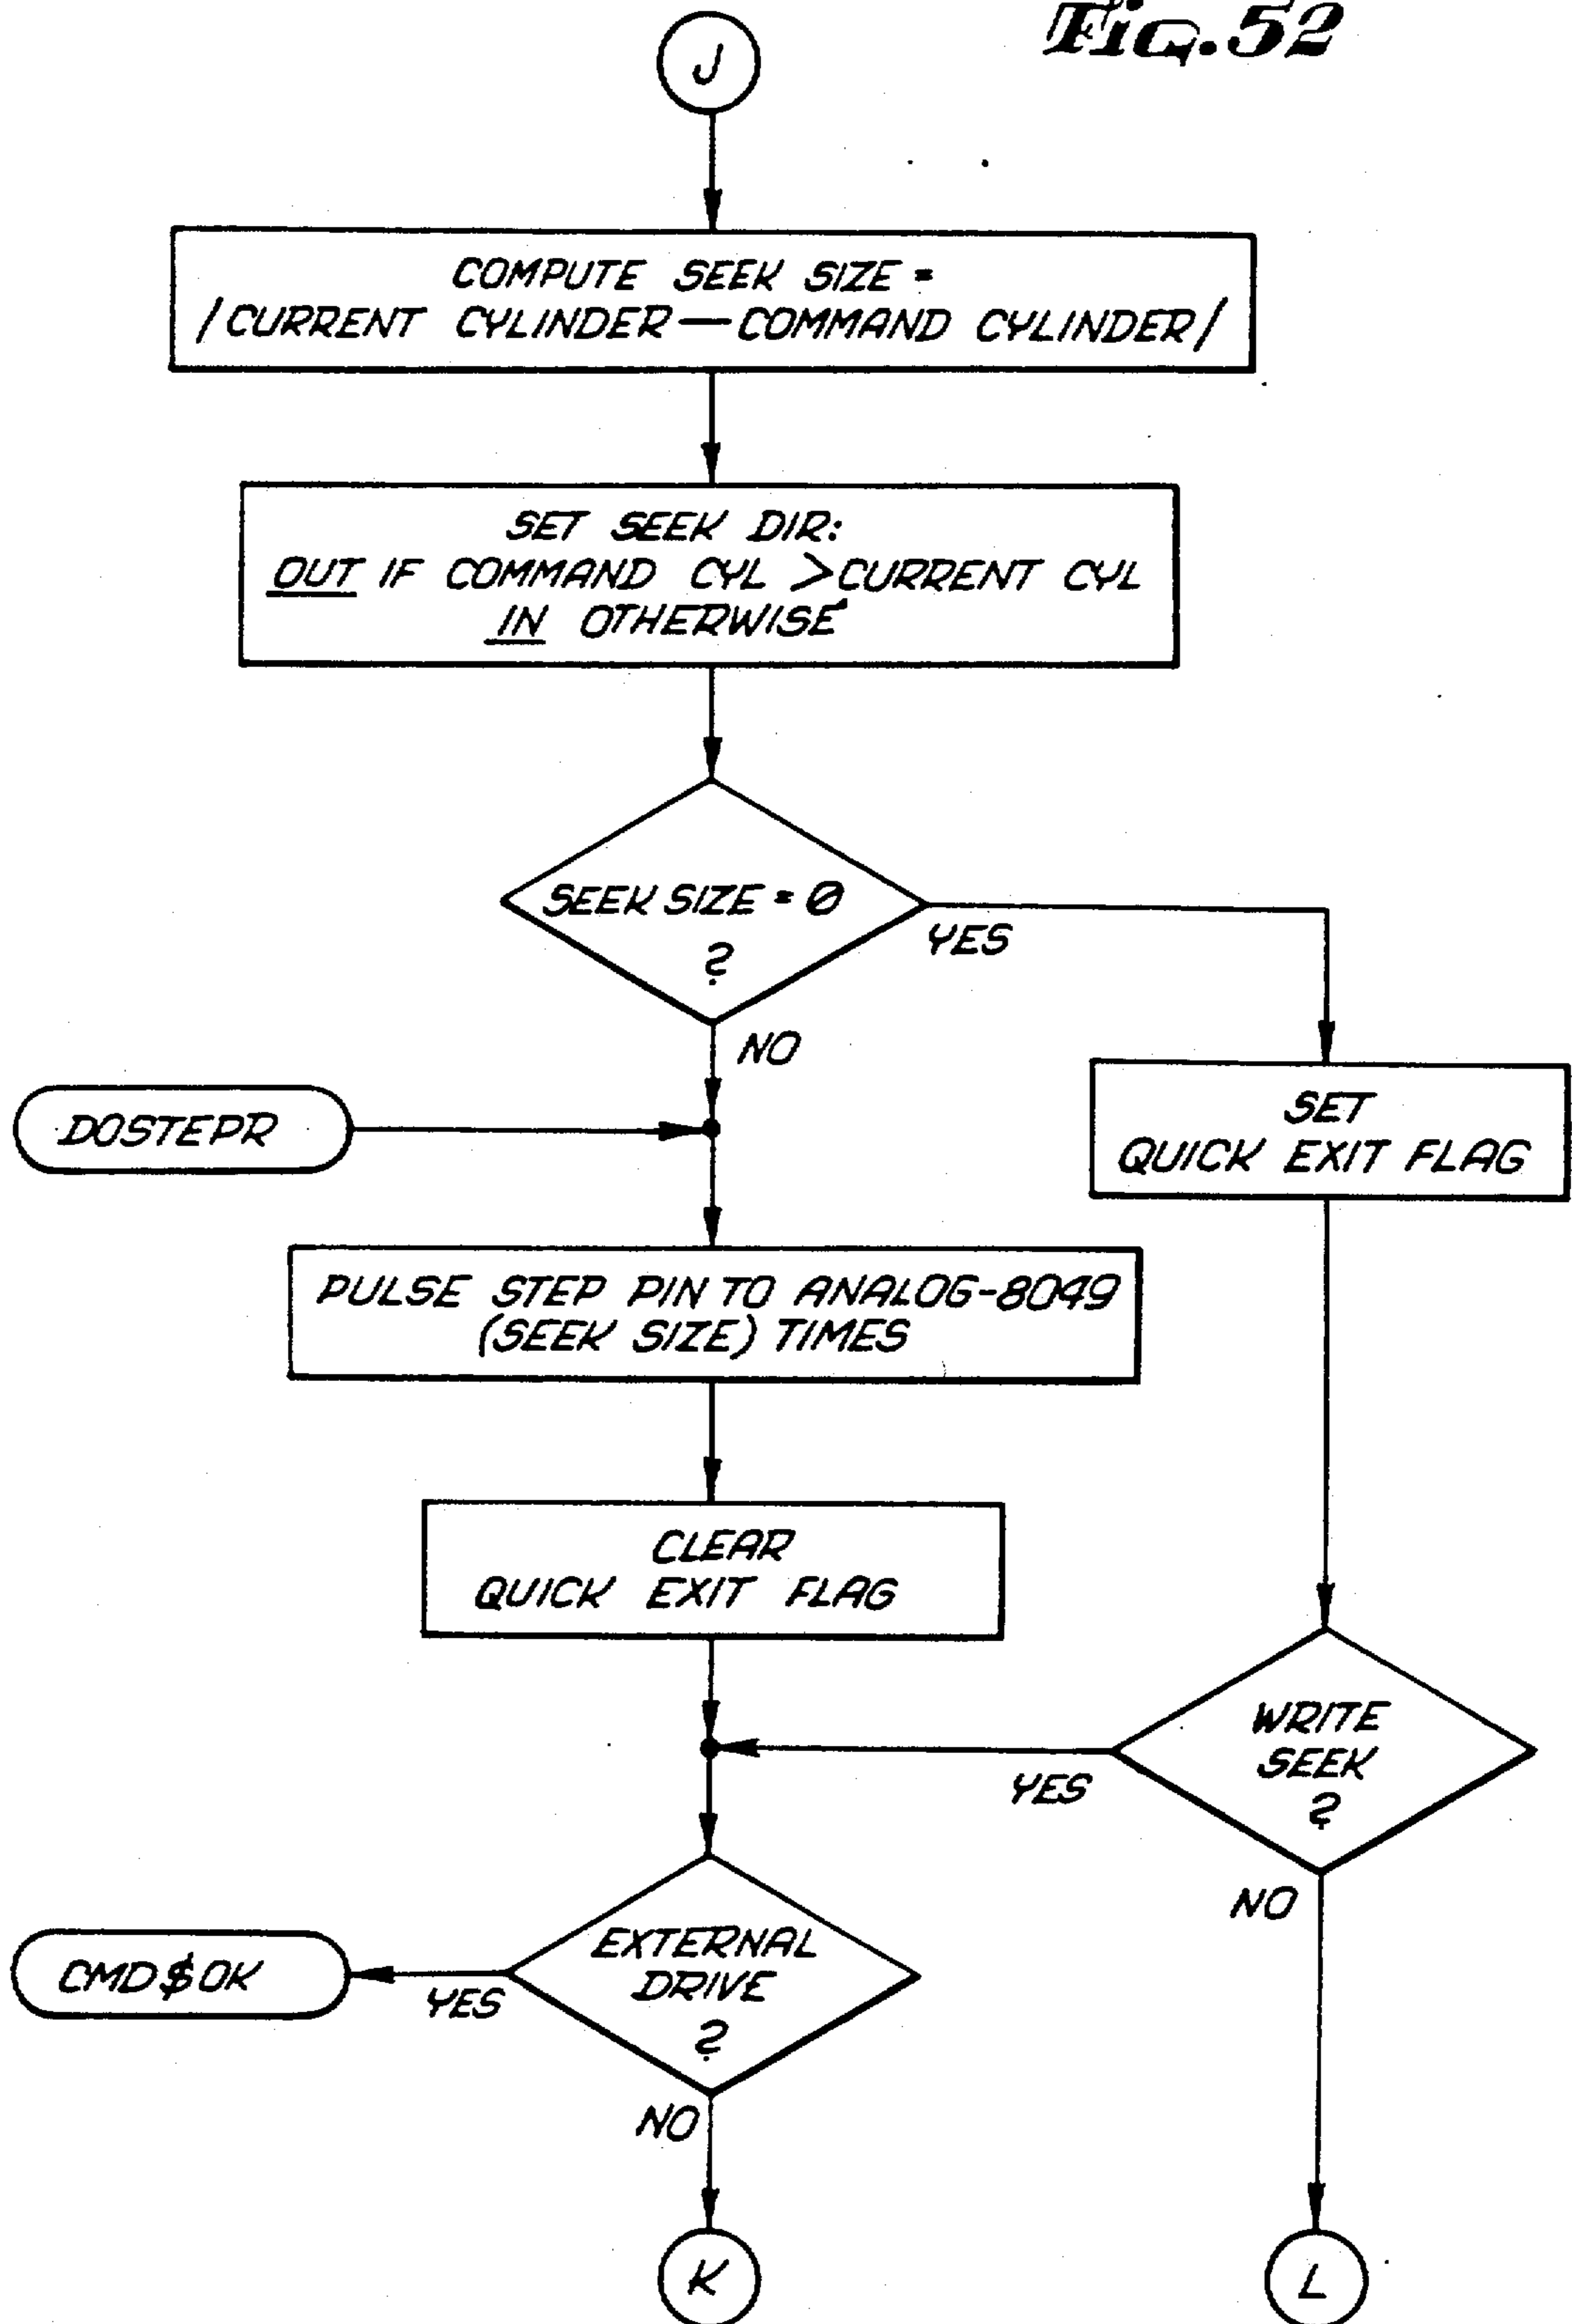 Fig. 52
J
COMPUTE SEEK SIZE =
/CURRENT CYLINDER — COMMAND CYLINDER/
SET SEEK DIR:
OUT IF COMMAND CYL > CURRENT CYL
IN OTHERWISE
SEEK SIZE = Ø
?
YES
NO
DOSTEPR
SET
QUICK EXIT FLAG
PULSE STEP PIN TO ANALOG-8049
(SEEK SIZE) TIMES
CLEAR
QUICK EXIT FLAG
WRITE
SEEK
?
YES
NO
EXTERNAL
DRIVE
?
YES
CMD$OK
NO
K
L